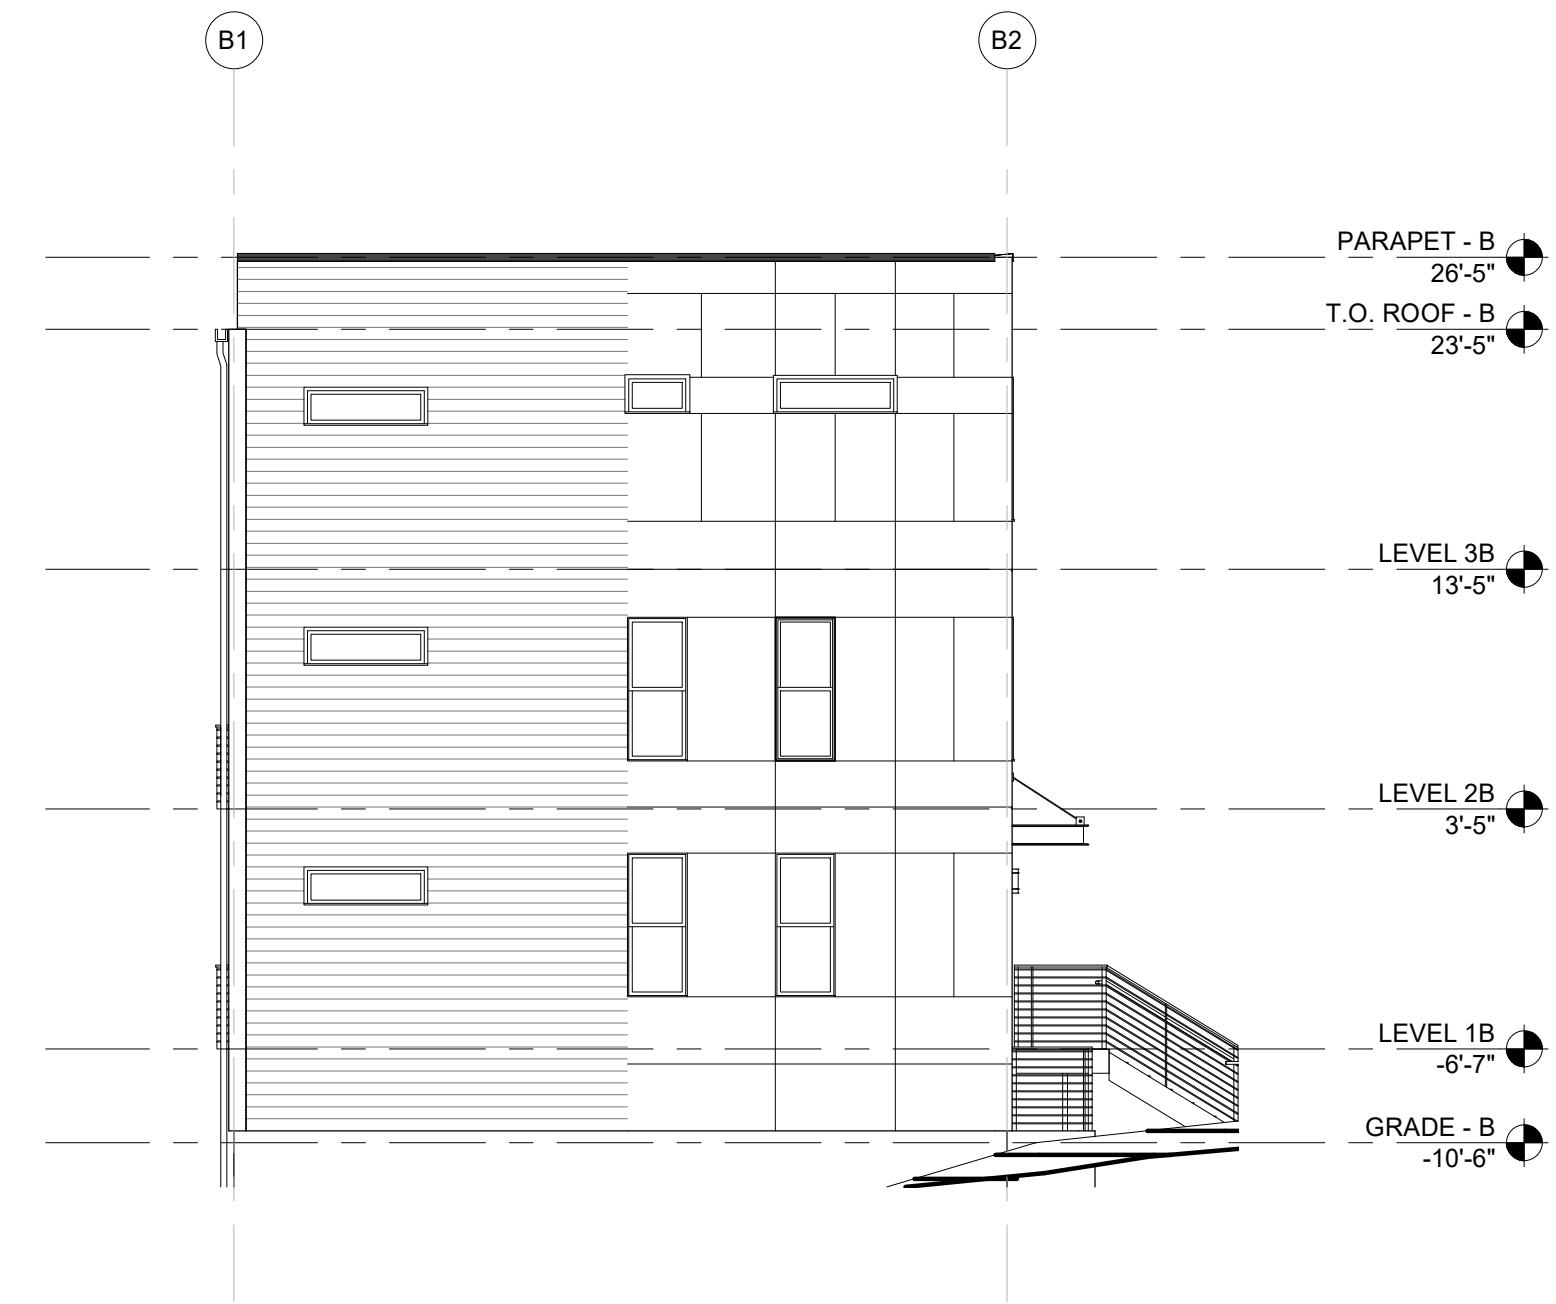 B1
B2
PARAPET - B
26'-5"
T.O. ROOF - B
23'-5"
LEVEL 3B
13'-5"
LEVEL 2B
3'-5"
LEVEL 1B
-6'-7"
GRADE - B
-10'-6"